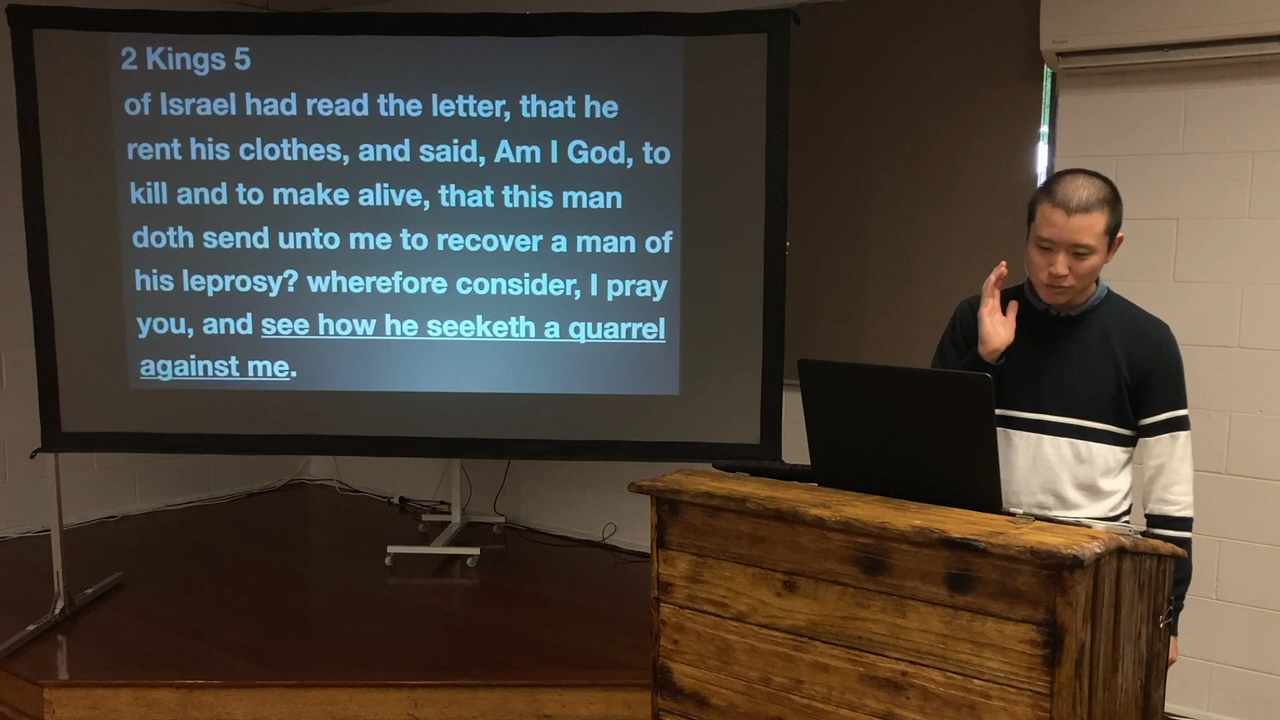 2 Kings 5
of Israel had read the letter, that he
rent his clothes, and said, Am I God, to
kill and to make alive, that this man
doth send unto me to recover a man of
his leprosy? wherefore consider, I pray
you, and see how he seeketh a quarrel
against me.